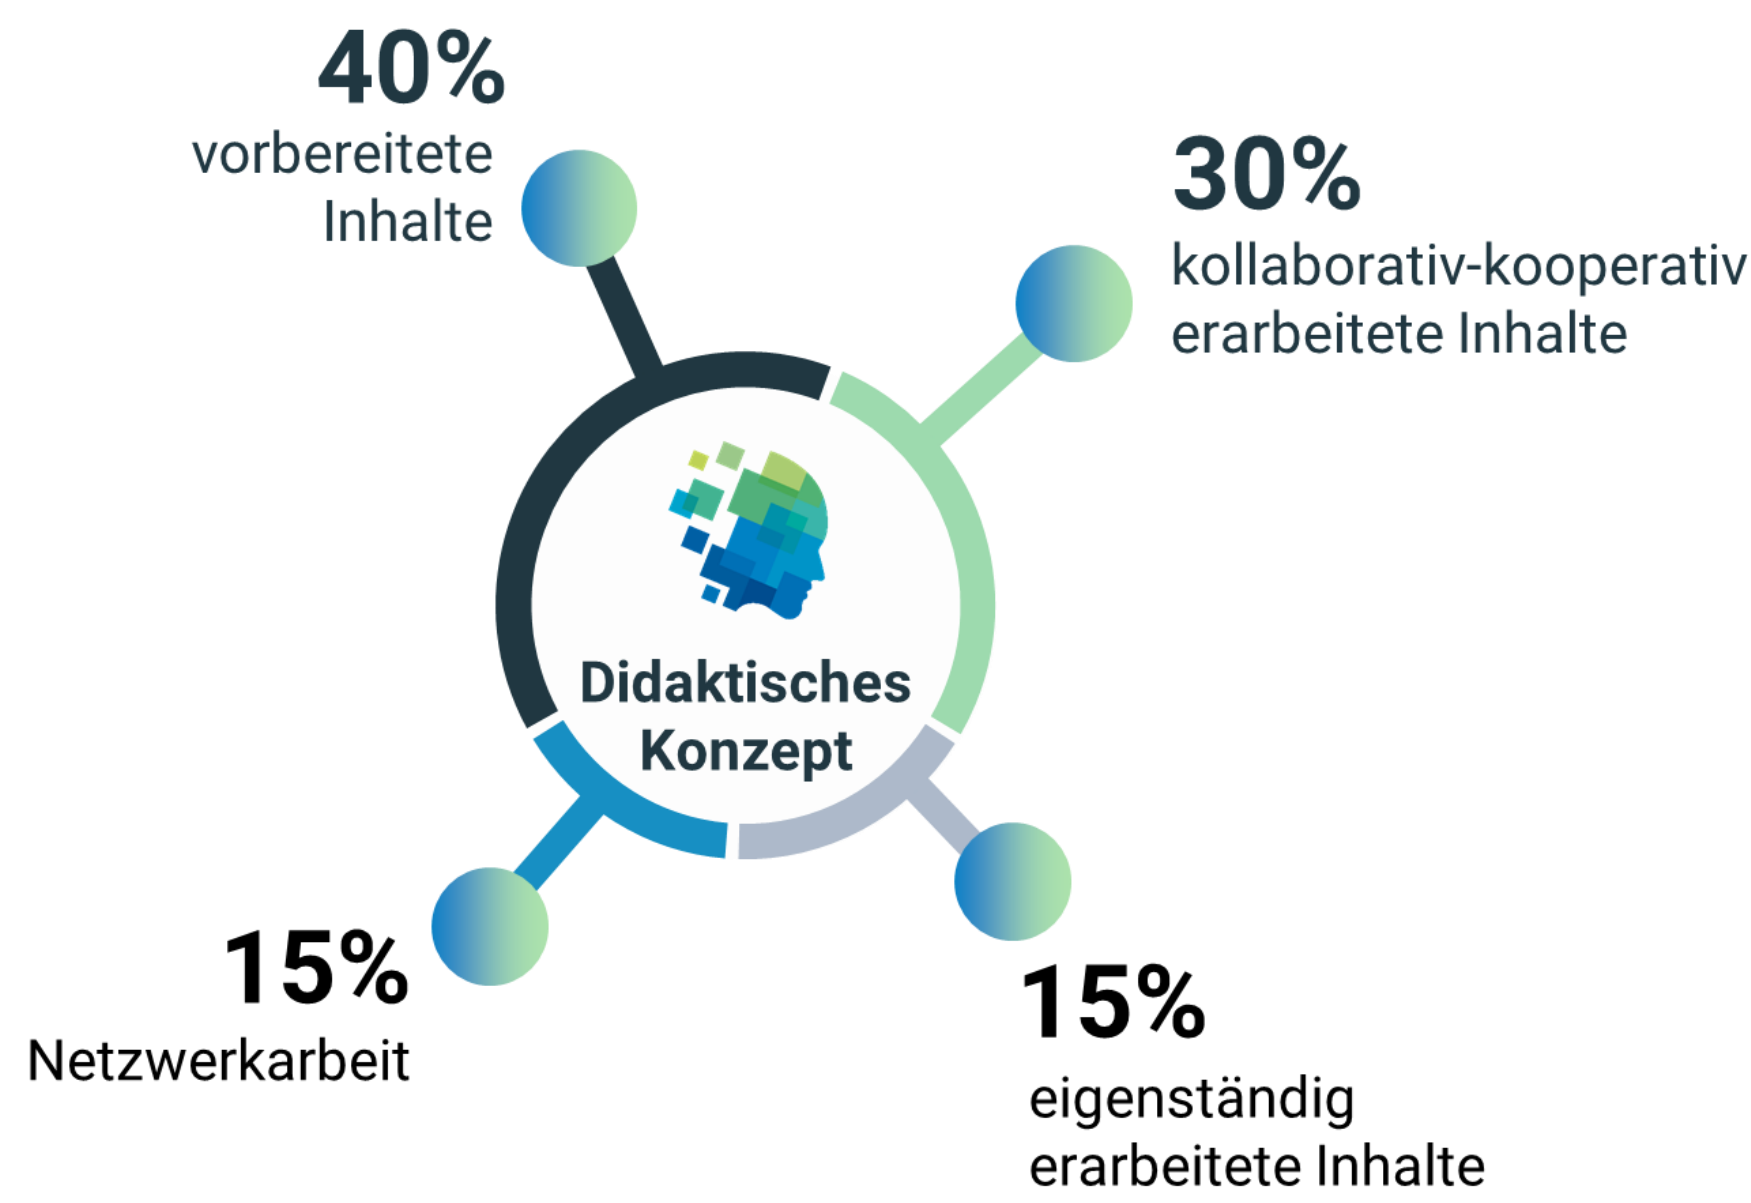 40%
vorbereitete
Inhalte
30%
kollaborativ-kooperativ
erarbeitete Inhalte
Didaktisches
Konzept
15%
Netzwerkarbeit
15%
eigenständig
erarbeitete Inhalte